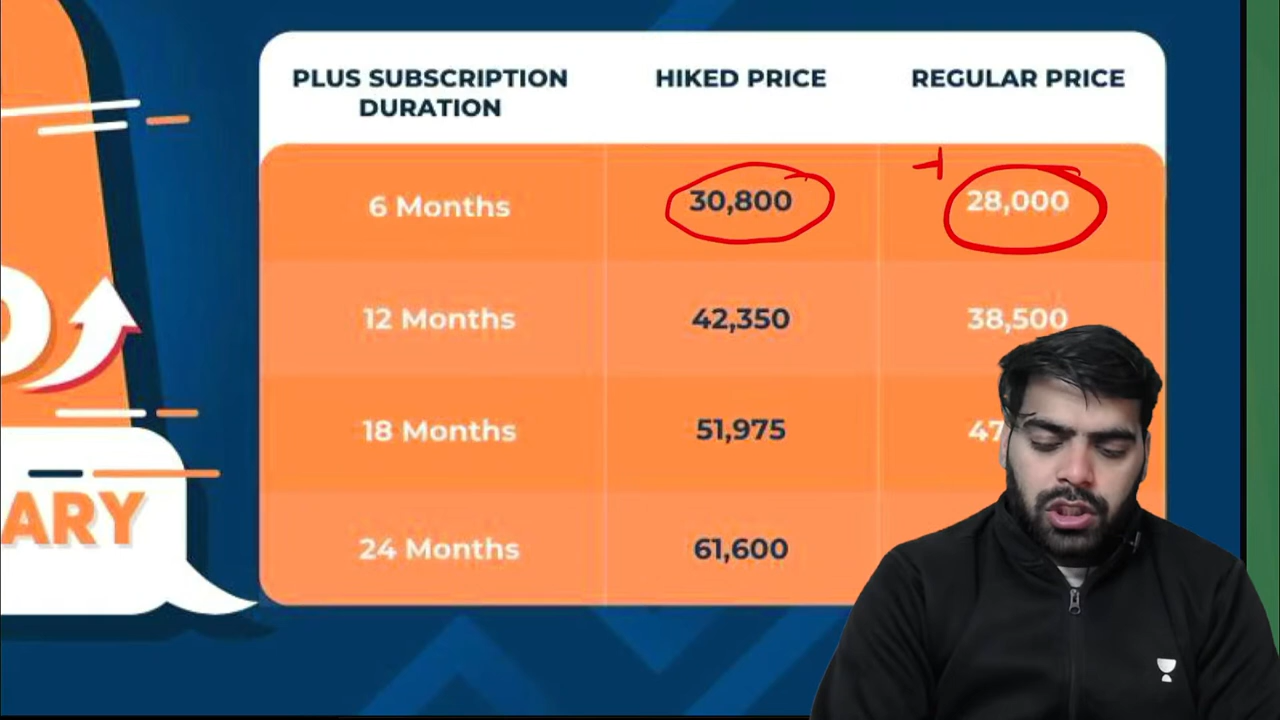 PLUS SUBSCRIPTION DURATION HIKED PRICE REGULAR PRICE
6 Months 30,800 28,000
12 Months 42,350 38,500
18 Months 51,975 47
24 Months 61,600
ARY